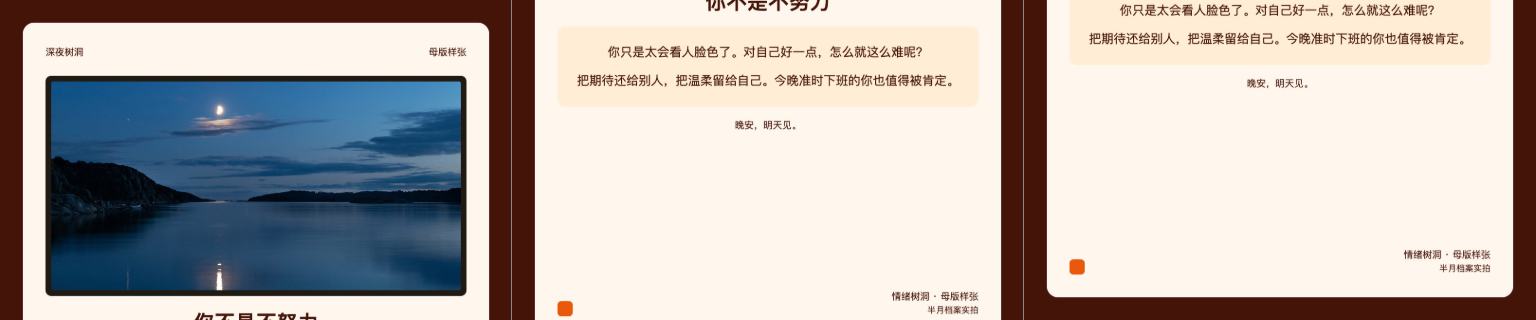 深夜树洞
母版样张
你不是不努力
你不是不努力
你只是太会看人脸色了。对自己好一点，怎么就这么难呢？
把期待还给别人，把温柔留给自己。今晚准时下班的你也值得被肯定。
晚安，明天见。
情绪树洞 · 母版样张
半月档案实拍
你只是太会看人脸色了。对自己好一点，怎么就这么难呢？
把期待还给别人，把温柔留给自己。今晚准时下班的你也值得被肯定。
晚安，明天见。
情绪树洞 · 母版样张
半月档案实拍